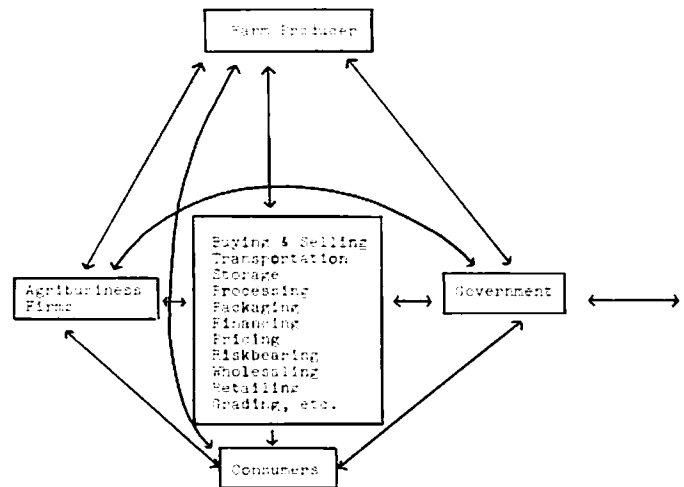 Farm Producer
Buying & Selling
Transportation
Storage
Processing
Packaging
Financing
Pricing
Riskbearing
Wholesaling
Retailing
Grading, etc.
Agribusiness
Firms
Government
Consumers